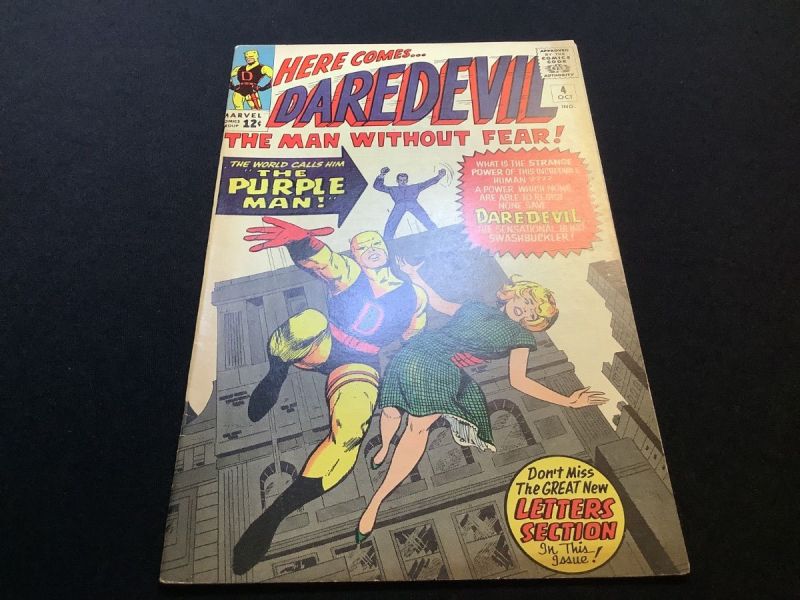 HERE COMES...
DAREDEVIL
THE MAN WITHOUT FEAR!
APPROVED
BY THE
COMICS
CODE
AUTHORITY
MARVEL
COMICS
GROUP 12¢
4
OCT
IND.
D
THE WORLD CALLS HIM
"THE
PURPLE
MAN!"
WHAT IS THE STRANGE
POWER OF THIS INCREDIBLE
HUMAN ????
A POWER WHICH NONE
ARE ABLE TO RESIST
NONE SAVE
DAREDEVIL
THE SENSATIONAL BLIND
SWASHBUCKLER!
D
Don't Miss
The GREAT New
LETTERS
SECTION
In This
Issue!